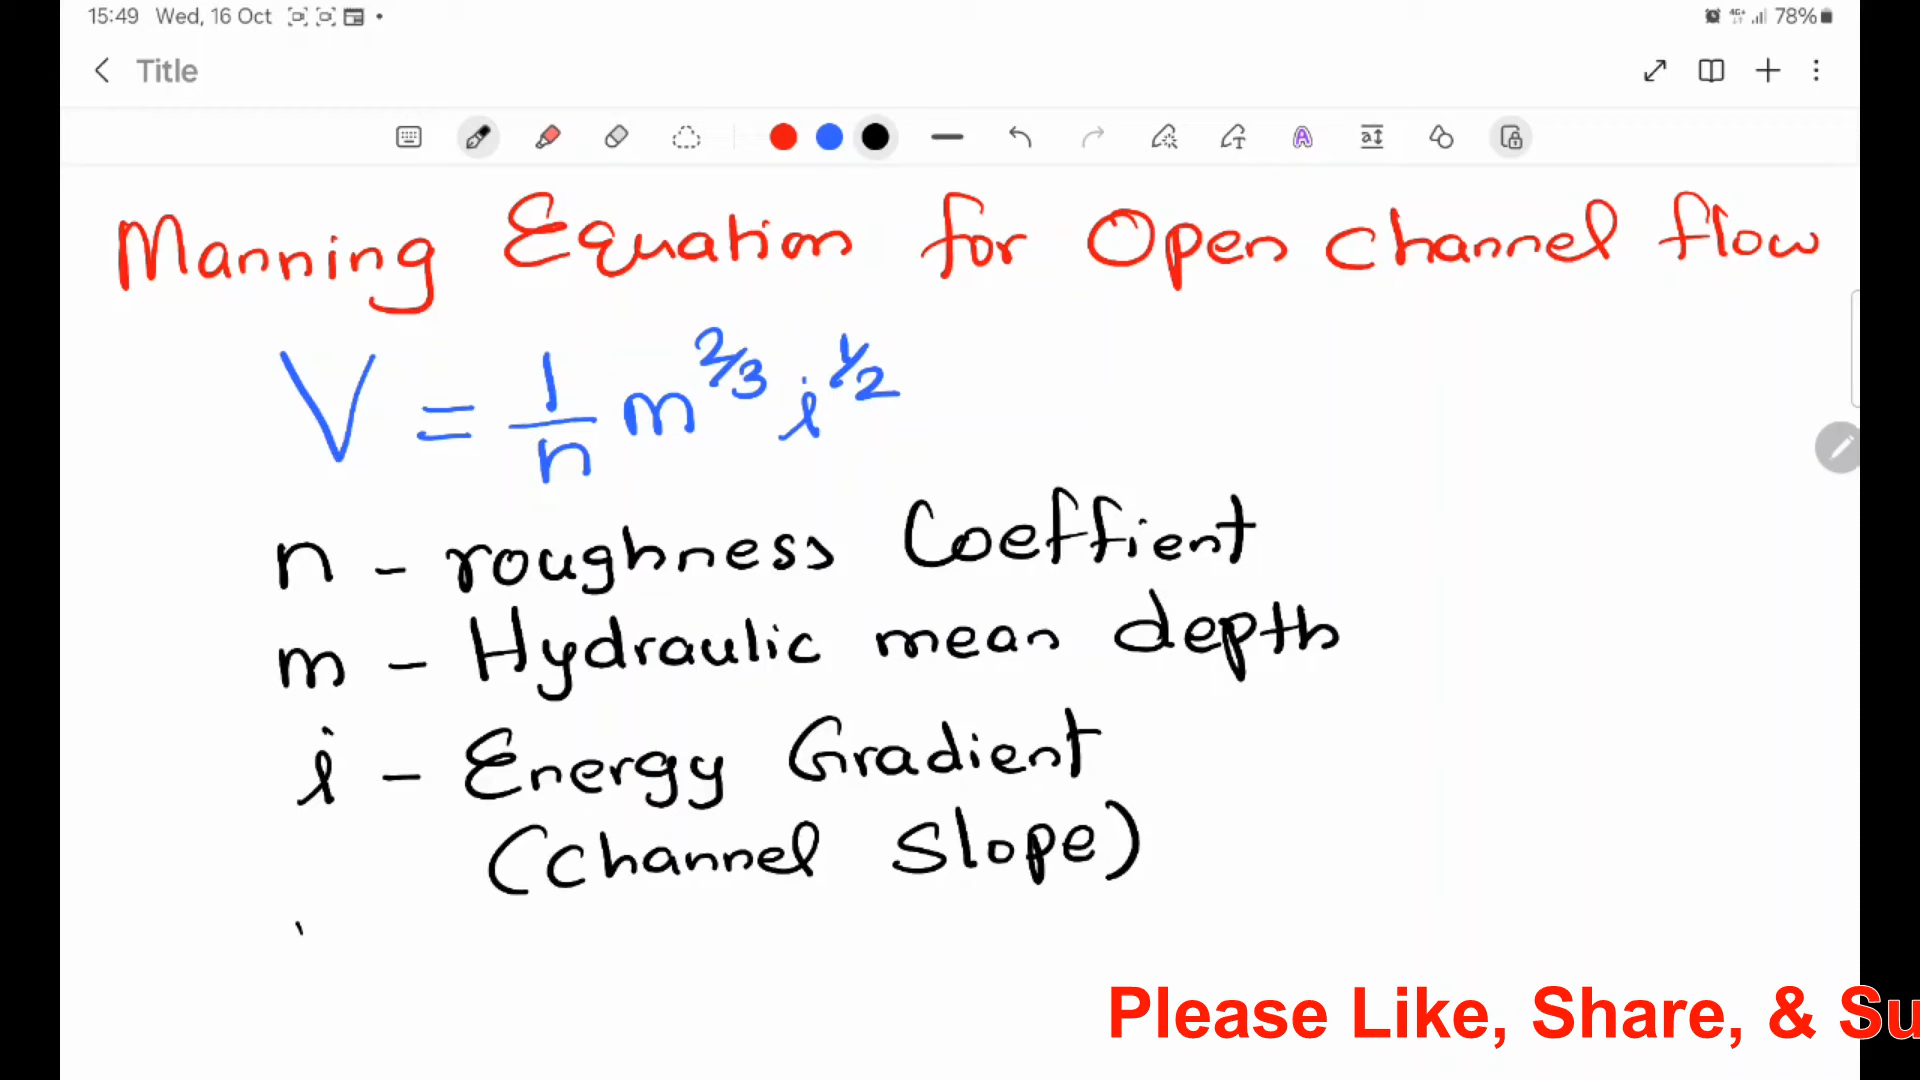 15:49 Wed, 16 Oct 78%
Title
Manning Equation for Open channel flow
V = 1/n m^2/3 i^1/2
n - roughness Coeffient
m - Hydraulic mean depth
i - Energy Gradient
(Channel Slope)
Please Like, Share, & Su